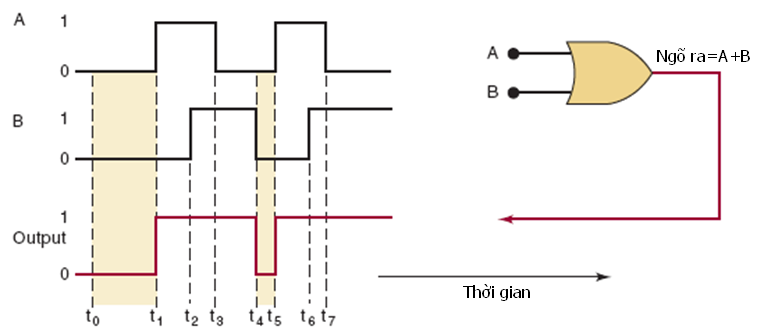 A
1
0
B
1
0
Output
1
0
t0 t1 t2 t3 t4 t5 t6 t7
A
B
Ngõ ra=A+B
Thời gian